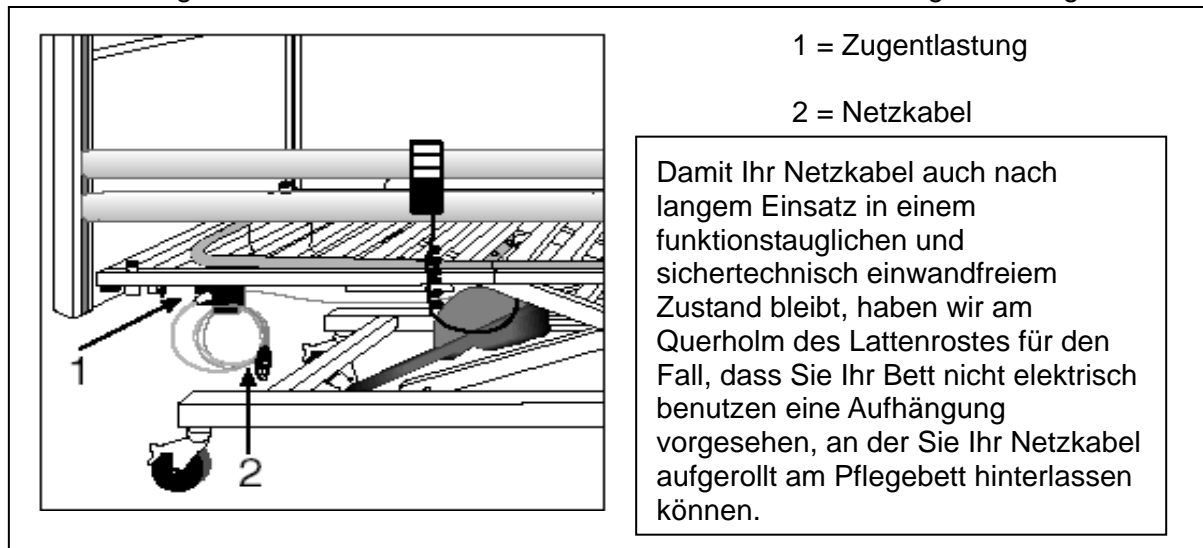 1 = Zugentlastung
2 = Netzkabel
Damit Ihr Netzkabel auch nach
langem Einsatz in einem
funktionstauglichen und
sichertechnisch einwandfreiem
Zustand bleibt, haben wir am
Querholm des Lattenrostes für den
Fall, dass Sie Ihr Bett nicht elektrisch
benutzen eine Aufhängung
vorgesehen, an der Sie Ihr Netzkabel
aufgerollt am Pflegebett hinterlassen
können.
1
2